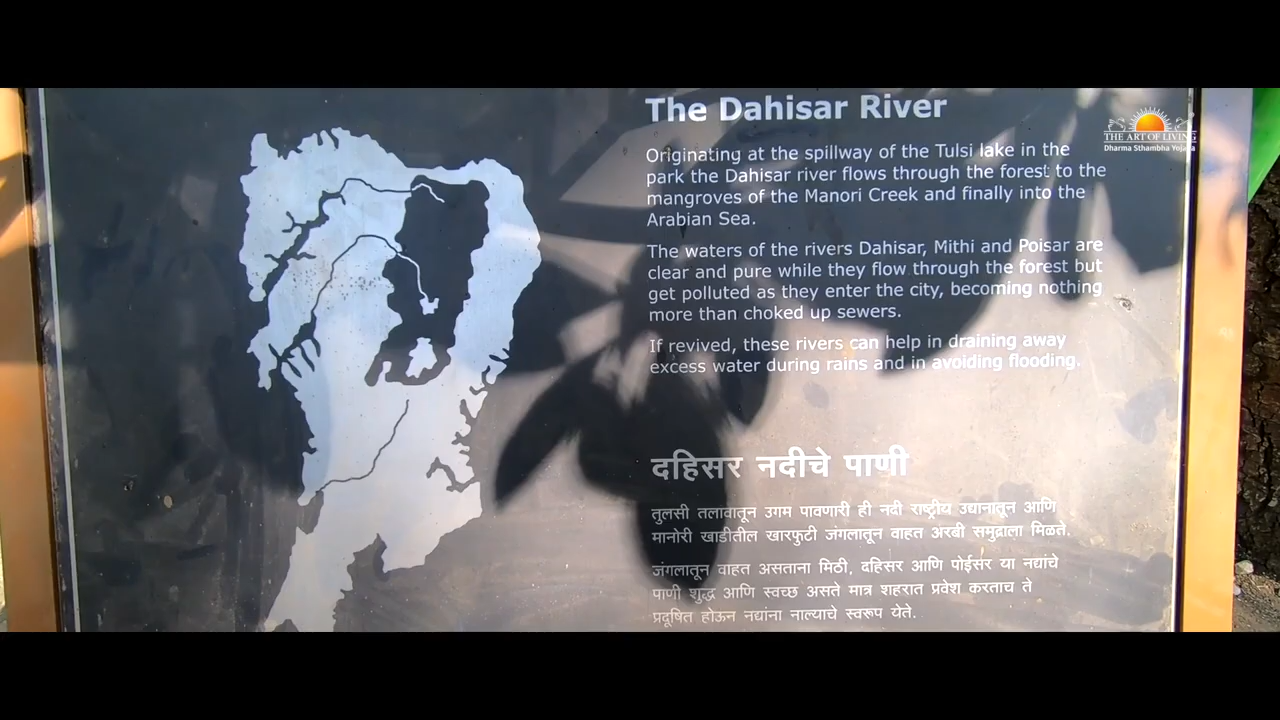 The Dahisar River
Originating at the spillway of the Tulsi lake in the
park the Dahisar river flows through the forest to the
mangroves of the Manori Creek and finally into the
Arabian Sea.
The waters of the rivers Dahisar, Mithi and Poisar are
clear and pure while they flow through the forest but
get polluted as they enter the city, becoming nothing
more than choked up sewers.
If revived, these rivers can help in draining away
excess water during rains and in avoiding flooding.
दहिसर नदीचे पाणी
तुलसी तलावातून उगम पावणारी ही नदी राष्ट्रीय उद्यानातून आणि
मानोरी खाडीतील खारफुटी जंगलातून वाहत अरबी समुद्राला मिळते.
जंगलातून वाहत असताना मिठी, दहिसर आणि पोईसर या नद्यांचे
पाणी शुद्ध आणि स्वच्छ असते मात्र शहरात प्रवेश करताच ते
प्रदूषित होऊन नद्यांना नाल्याचे स्वरूप येते.
THE ART OF LIVING
Dharma Sthambha Yojana